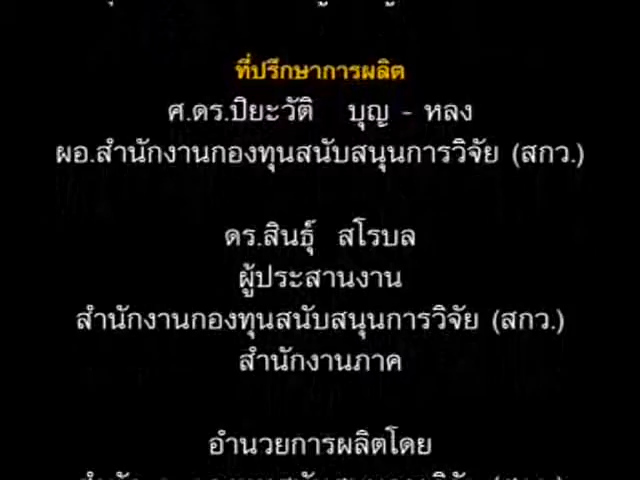 ที่ปรึกษาการผลิต
ศ.ดร.ปิยะวัติ บุญ - หลง
ผอ.สำนักงานกองทุนสนับสนุนการวิจัย (สกว.)
ดร.สินธุ์ สโรบล
ผู้ประสานงาน
สำนักงานกองทุนสนับสนุนการวิจัย (สกว.)
สำนักงานภาค
อำนวยการผลิตโดย